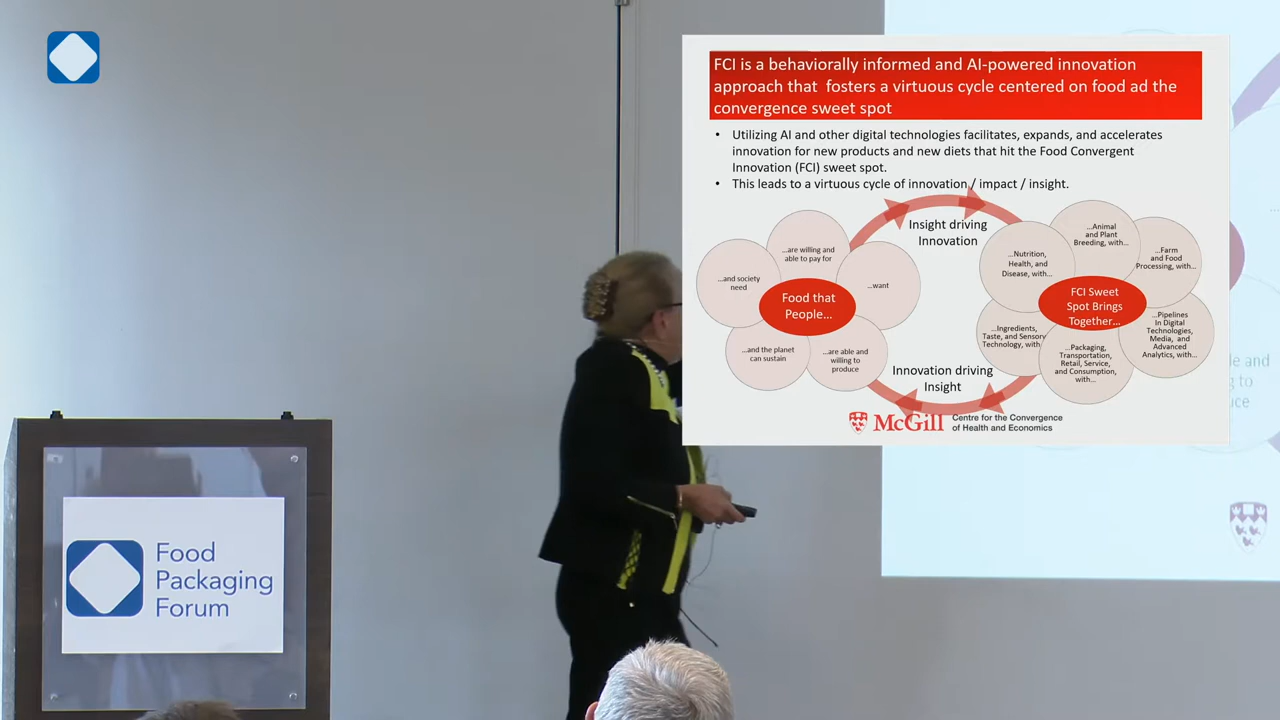 FCI is a behaviorally informed and AI-powered innovation
approach that fosters a virtuous cycle centered on food ad the
convergence sweet spot
• Utilizing AI and other digital technologies facilitates, expands, and accelerates
innovation for new products and new diets that hit the Food Convergent
Innovation (FCI) sweet spot.
• This leads to a virtuous cycle of innovation / impact / insight.
Insight driving
Innovation
...are willing and
able to pay for
...and society
need
...want
Food that
People...
...and the planet
can sustain
...are able and
willing to
produce
...Animal
and Plant
Breeding, with...
...Nutrition,
Health, and
Disease, with...
...Farm
and Food
Processing, with...
FCI Sweet
Spot Brings
Together...
...Ingredients,
Taste, and Sensory
Technology, with
...Pipelines
In Digital
Technologies,
Media, and
Advanced
Analytics, with...
...Packaging,
Transportation,
Retail, Service,
and Consumption,
with...
Innovation driving
Insight
McGill
Centre for the Convergence
of Health and Economics
and
to
Food
Packaging
Forum